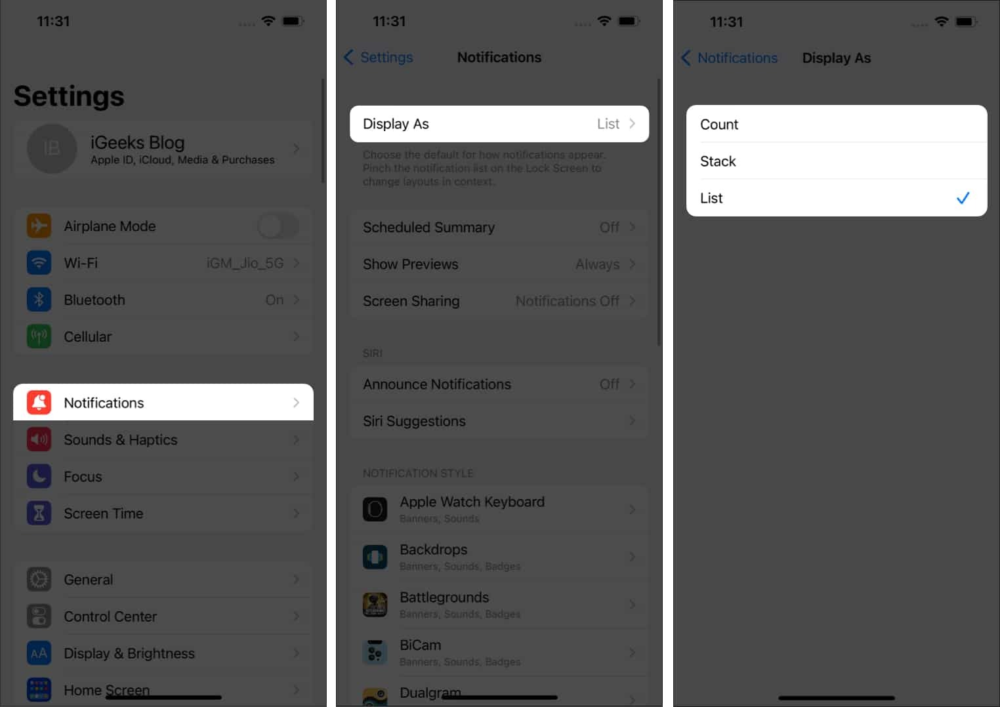 11:31
Settings
IB
iGeeks Blog
Apple ID, iCloud, Media & Purchases
Airplane Mode
Wi-Fi iGM_Jio_5G
Bluetooth On
Cellular
Notifications
Sounds & Haptics
Focus
Screen Time
General
Control Center
AA Display & Brightness
Home Screen
11:31
Settings Notifications
Display As List
Choose the default for how notifications appear.
Pinch the notification list on the Lock Screen to
change layouts in context.
Scheduled Summary Off
Show Previews Always
Screen Sharing Notifications Off
SIRI
Announce Notifications Off
Siri Suggestions
NOTIFICATION STYLE
Apple Watch Keyboard
Banners, Sounds
Backdrops
Banners, Sounds, Badges
Battlegrounds
Banners, Sounds, Badges
BiCam
Banners, Sounds, Badges
Dualgram
11:31
Notifications Display As
Count
Stack
List